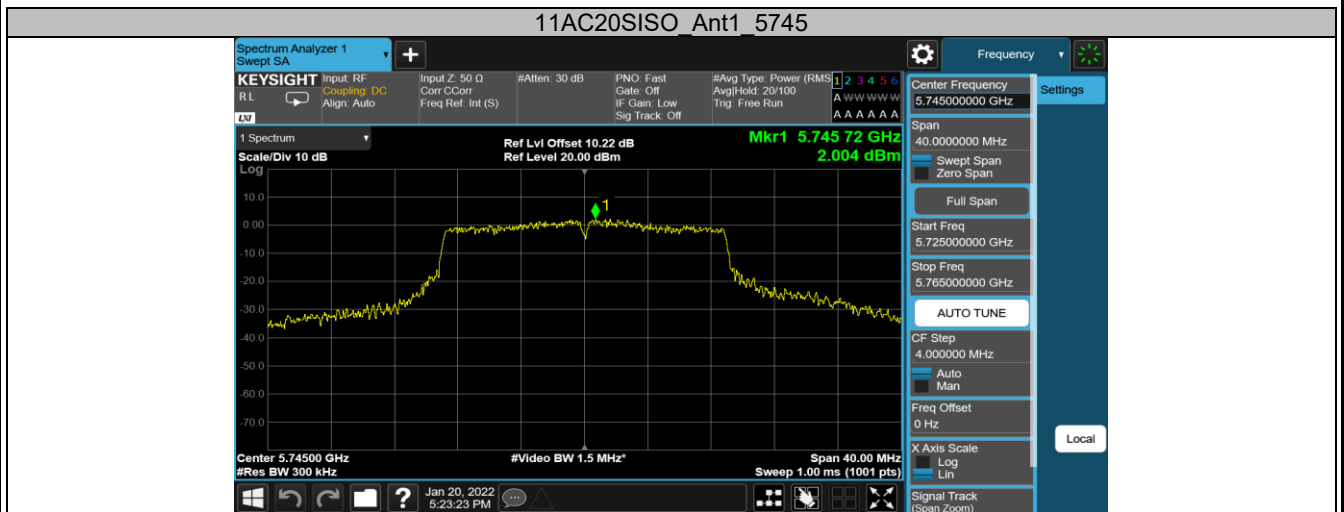 11AC20SISO_Ant1_5745
Spectrum Analyzer 1
Swept SA
Frequency
KEYSIGHT
Input: RF
Input Z: 50 Ω
#Atten: 30 dB
PNO: Fast
#Avg Type: Power (RMS
1 2 3 4 5 6
RL
Coupling: DC
Corr CCorr
Gate: Off
Avg|Hold: 20/100
A W W W W W
Align: Auto
Freq Ref: Int (S)
IF Gain: Low
Trig: Free Run
LXI
Sig Track: Off
A A A A A A
1 Spectrum
Ref Lvl Offset 10.22 dB
Mkr1 5.745 72 GHz
Scale/Div 10 dB
Ref Level 20.00 dBm
2.004 dBm
Log
10.0
0.00
-10.0
-20.0
-30.0
-40.0
-50.0
-60.0
-70.0
1
Center 5.74500 GHz
#Video BW 1.5 MHz*
Span 40.00 MHz
#Res BW 300 kHz
Sweep 1.00 ms (1001 pts)
?
Jan 20, 2022
5:23:23 PM
Center Frequency
5.745000000 GHz
Settings
Span
40.0000000 MHz
Swept Span
Zero Span
Full Span
Start Freq
5.725000000 GHz
Stop Freq
5.765000000 GHz
AUTO TUNE
CF Step
4.000000 MHz
Auto
Man
Freq Offset
0 Hz
Local
X Axis Scale
Log
Lin
Signal Track
(Span Zoom)